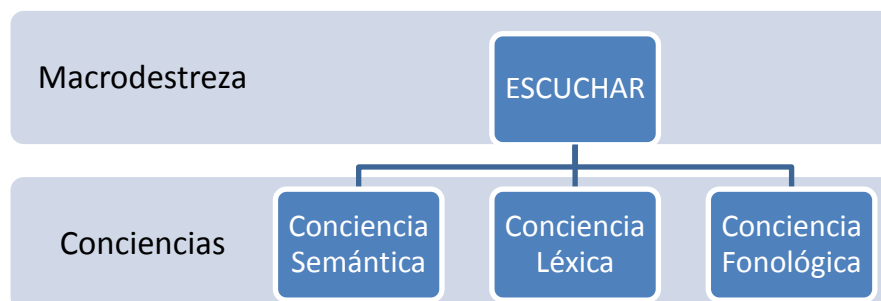 Macrodestreza
ESCUCHAR
Conciencias
Conciencia
Semántica
Conciencia
Léxica
Conciencia
Fonológica